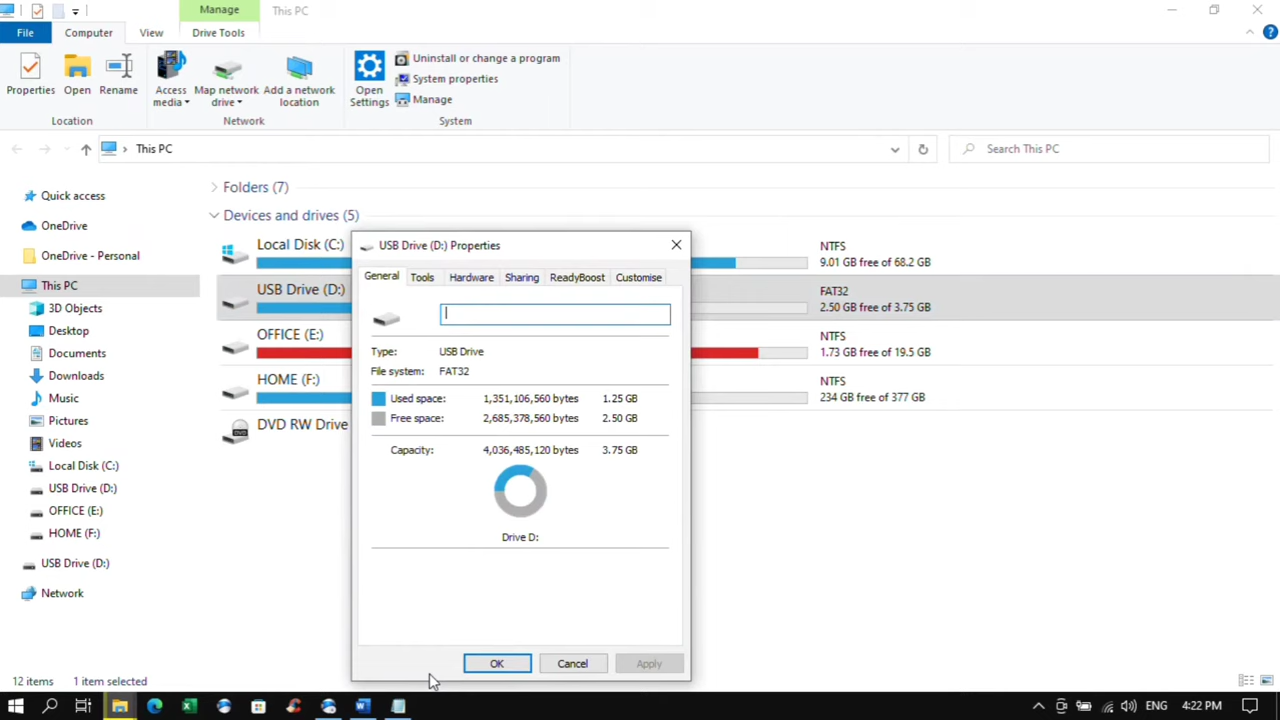 Manage
This PC
File
Computer
View
Drive Tools
Properties
Open
Rename
Access media
Map network drive
Add a network location
Open Settings
Uninstall or change a program
System properties
Manage
Location
Network
System
This PC
Search This PC
Quick access
OneDrive
OneDrive - Personal
This PC
3D Objects
Desktop
Documents
Downloads
Music
Pictures
Videos
Local Disk (C:)
USB Drive (D:)
OFFICE (E:)
HOME (F:)
USB Drive (D:)
Network
Folders (7)
Devices and drives (5)
Local Disk (C:)
NTFS
9.01 GB free of 68.2 GB
USB Drive (D:)
FAT32
2.50 GB free of 3.75 GB
OFFICE (E:)
NTFS
1.73 GB free of 19.5 GB
HOME (F:)
NTFS
234 GB free of 377 GB
DVD RW Drive
DVD
USB Drive (D:) Properties
General
Tools
Hardware
Sharing
ReadyBoost
Customise
Type: USB Drive
File system: FAT32
Used space: 1,351,106,560 bytes 1.25 GB
Free space: 2,685,378,560 bytes 2.50 GB
Capacity: 4,036,485,120 bytes 3.75 GB
Drive D:
OK
Cancel
Apply
12 items
1 item selected
ENG
4:22 PM